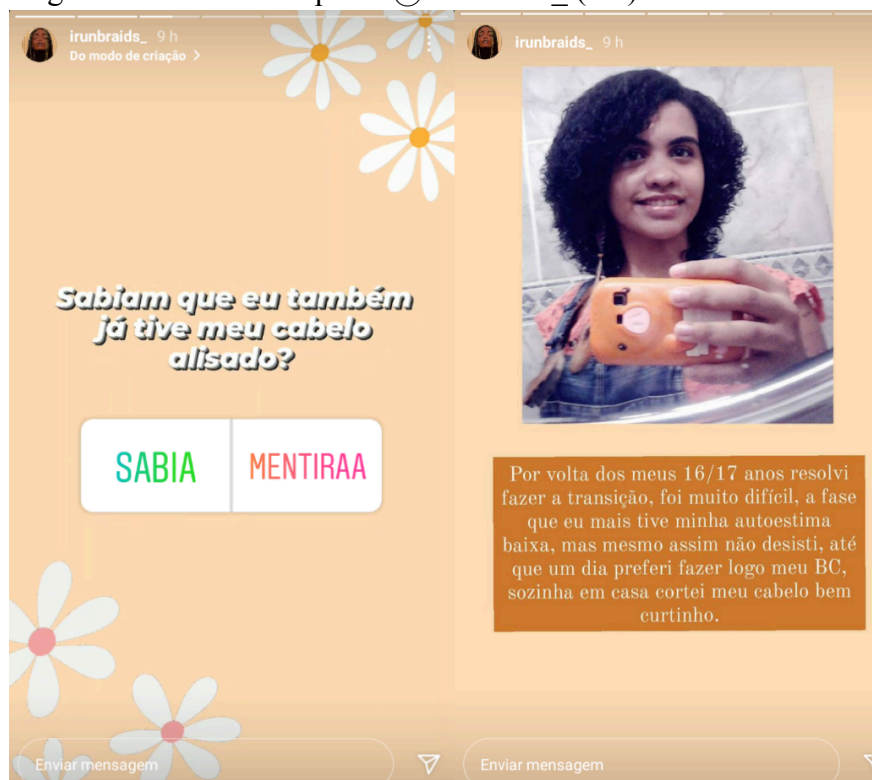 irunbraids_ 9 h
Do modo de criação >
Sabiam que eu também
já tive meu cabelo
alisado?
SABIA
MENTIRAA
Enviar mensagem
irunbraids_ 9 h
Por volta dos meus 16/17 anos resolvi
fazer a transição, foi muito difícil, a fase
que eu mais tive minha autoestima
baixa, mas mesmo assim não desisti, até
que um dia preferi fazer logo meu BC,
sozinha em casa cortei meu cabelo bem
curtinho.
Enviar mensagem